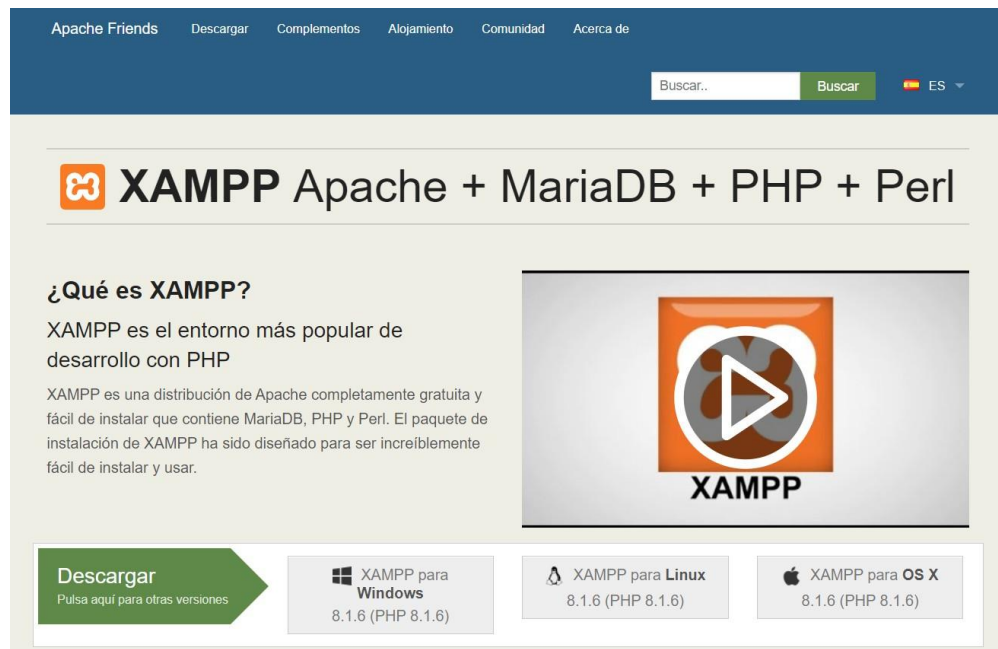 Apache Friends Descargar Complementos Alojamiento Comunidad Acerca de
Buscar.. Buscar ES
XAMPP Apache + MariaDB + PHP + Perl
¿Qué es XAMPP?
XAMPP es el entorno más popular de
desarrollo con PHP
XAMPP es una distribución de Apache completamente gratuita y
fácil de instalar que contiene MariaDB, PHP y Perl. El paquete de
instalación de XAMPP ha sido diseñado para ser increíblemente
fácil de instalar y usar.
XAMPP
Descargar
Pulsa aquí para otras versiones
XAMPP para
Windows
8.1.6 (PHP 8.1.6)
XAMPP para Linux
8.1.6 (PHP 8.1.6)
XAMPP para OS X
8.1.6 (PHP 8.1.6)